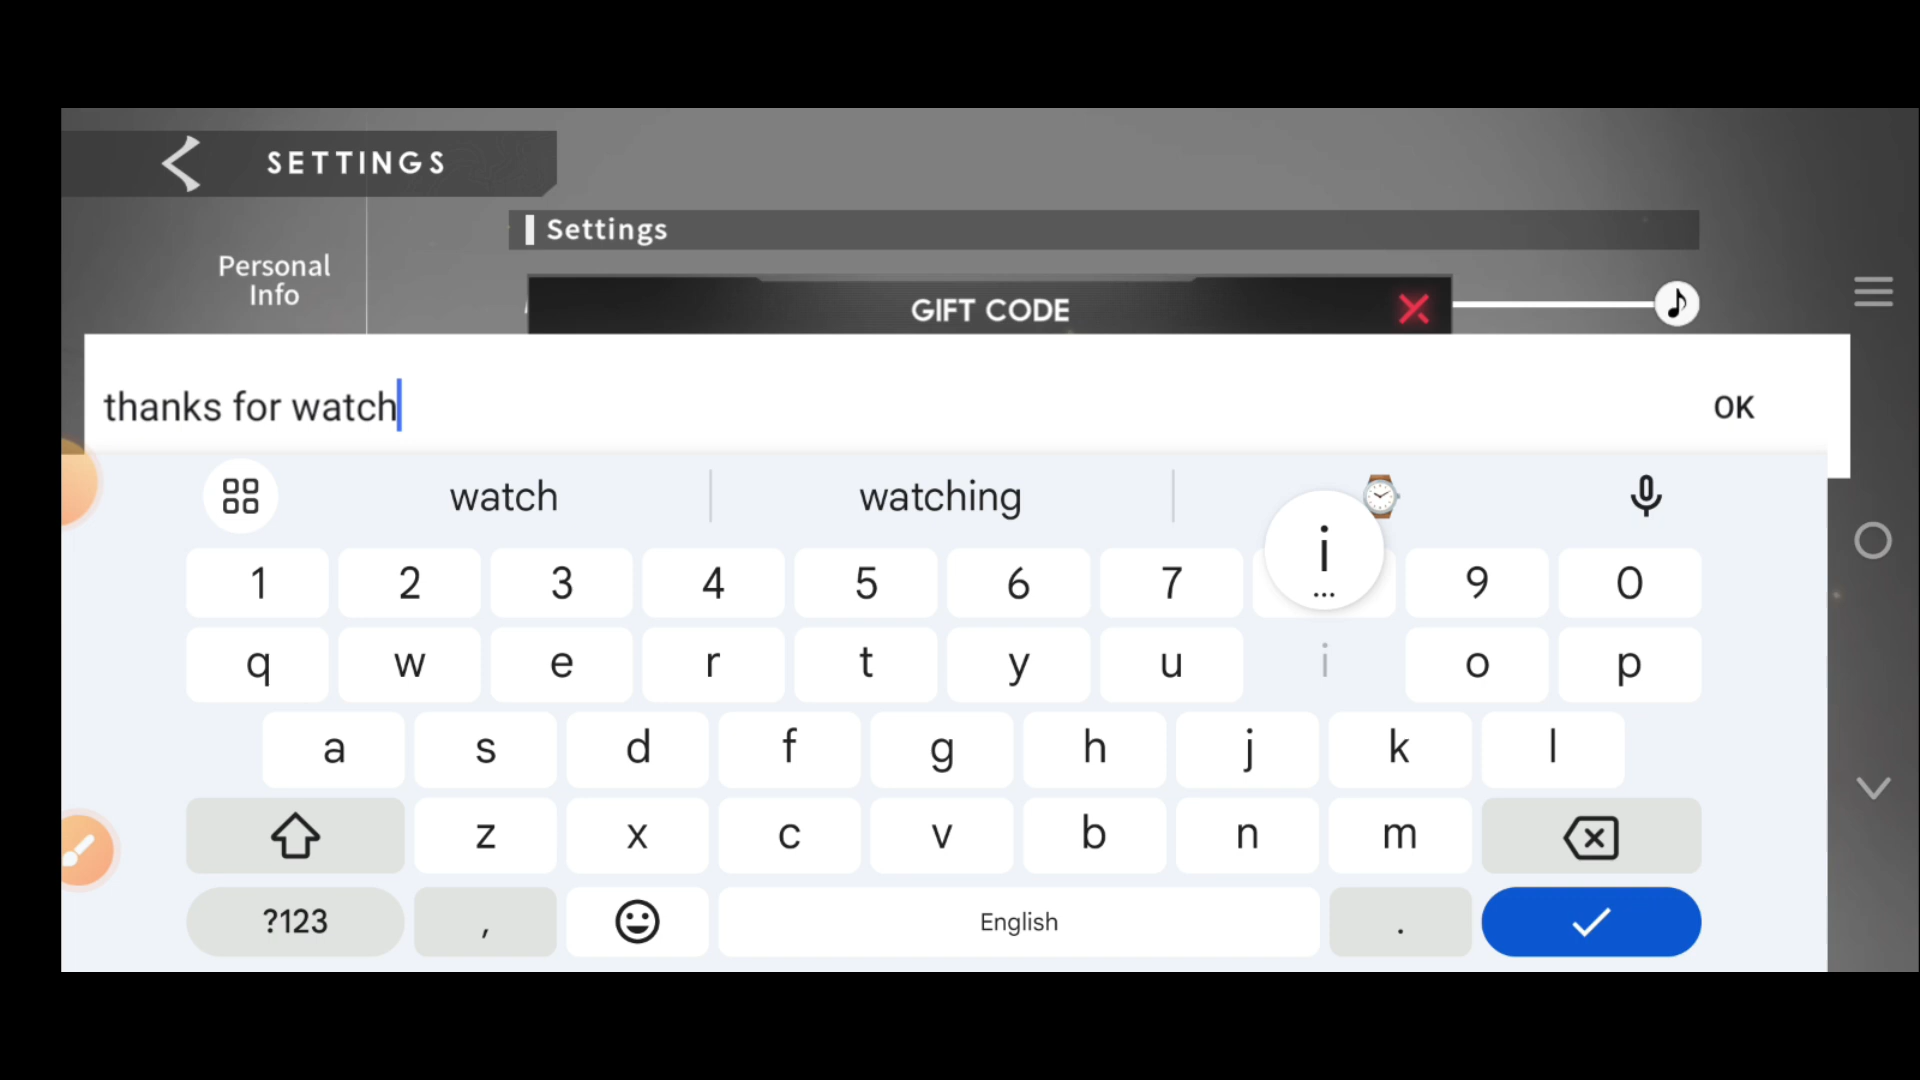 SETTINGS
Settings
Personal
Info
GIFT CODE
thanks for watch
OK
watch
watching
i
...
1 2 3 4 5 6 7 9 0
q w e r t y u i o p
a s d f g h j k l
z x c v b n m
?123 , English .